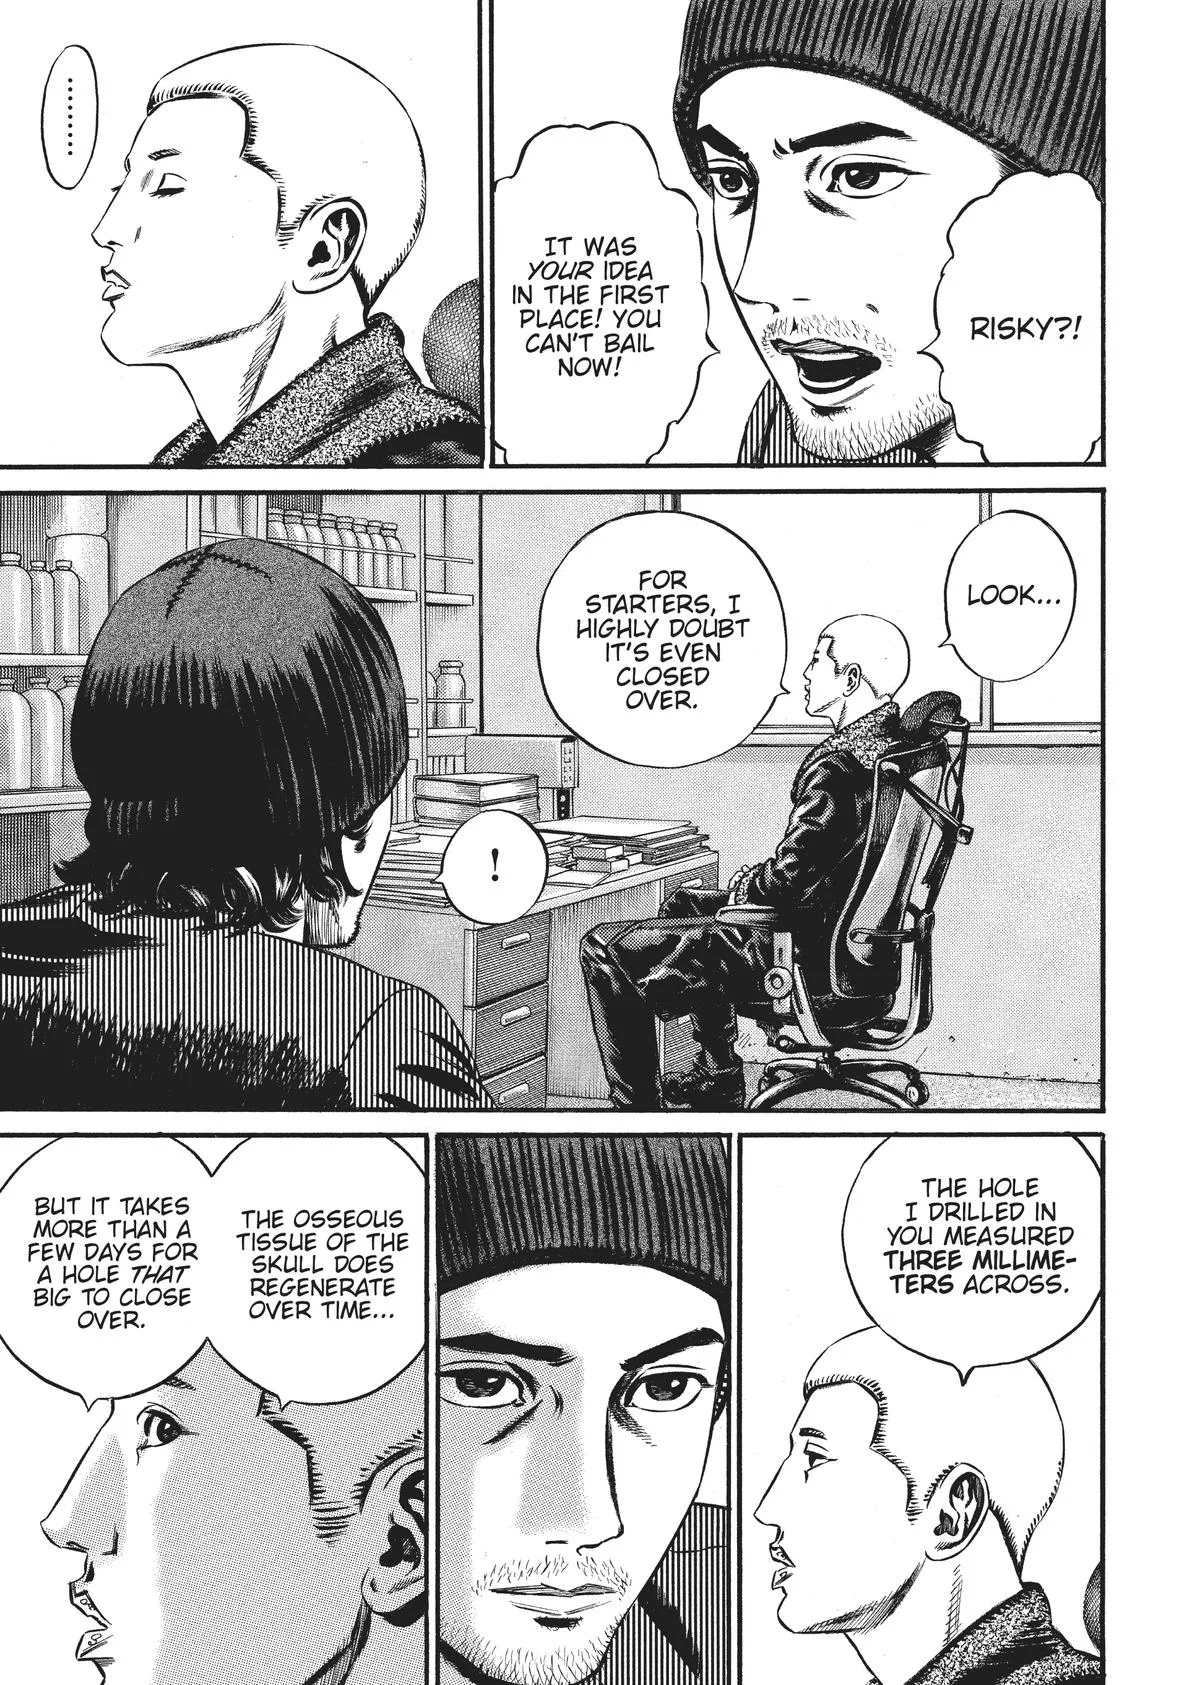 RISKY?!
IT WAS
YOUR IDEA
IN THE FIRST
PLACE! YOU
CAN'T BAIL
NOW!
.........
LOOK...
FOR
STARTERS, I
HIGHLY DOUBT
IT'S EVEN
CLOSED
OVER.
!
THE HOLE
I DRILLED IN
YOU MEASURED
THREE MILLIME-
TERS ACROSS.
THE OSSEOUS
TISSUE OF THE
SKULL DOES
REGENERATE
OVER TIME...
BUT IT TAKES
MORE THAN A
FEW DAYS FOR
A HOLE THAT
BIG TO CLOSE
OVER.